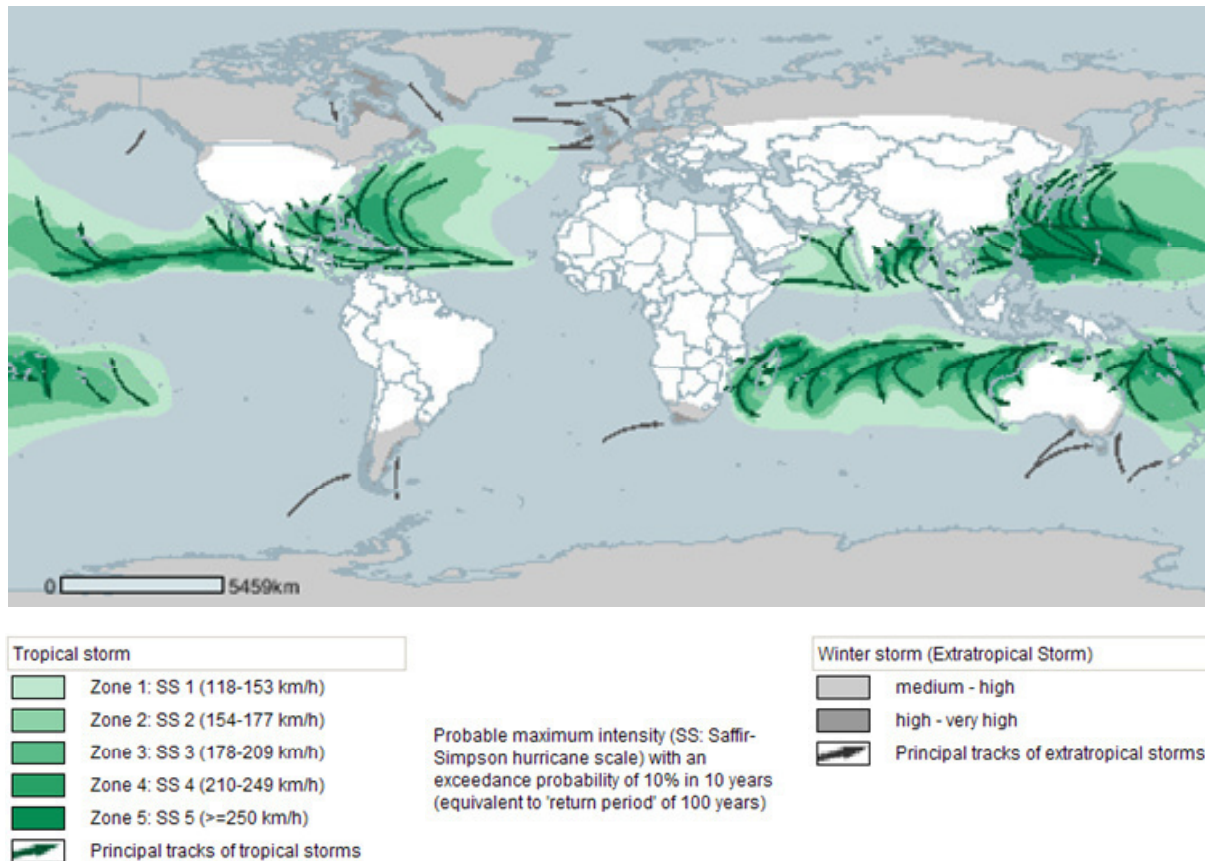 0 5459km
Tropical storm
Zone 1: SS 1 (118-153 km/h)
Zone 2: SS 2 (154-177 km/h)
Zone 3: SS 3 (178-209 km/h)
Zone 4: SS 4 (210-249 km/h)
Zone 5: SS 5 (>=250 km/h)
Principal tracks of tropical storms
Probable maximum intensity (SS: Saffir-
Simpson hurricane scale) with an
exceedance probability of 10% in 10 years
(equivalent to 'return period' of 100 years)
Winter storm (Extratropical Storm)
medium - high
high - very high
Principal tracks of extratropical storms